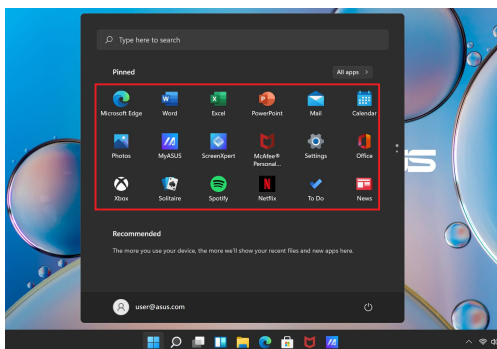 Type here to search
Pinned
All apps >
Microsoft Edge Word Excel PowerPoint Mail Calendar
Photos MyASUS ScreenXpert McAfee® Personal... Settings Office
Xbox Solitaire Spotify Netflix To Do News
Recommended
The more you use your device, the more we'll show your recent files and new apps here.
user@asus.com